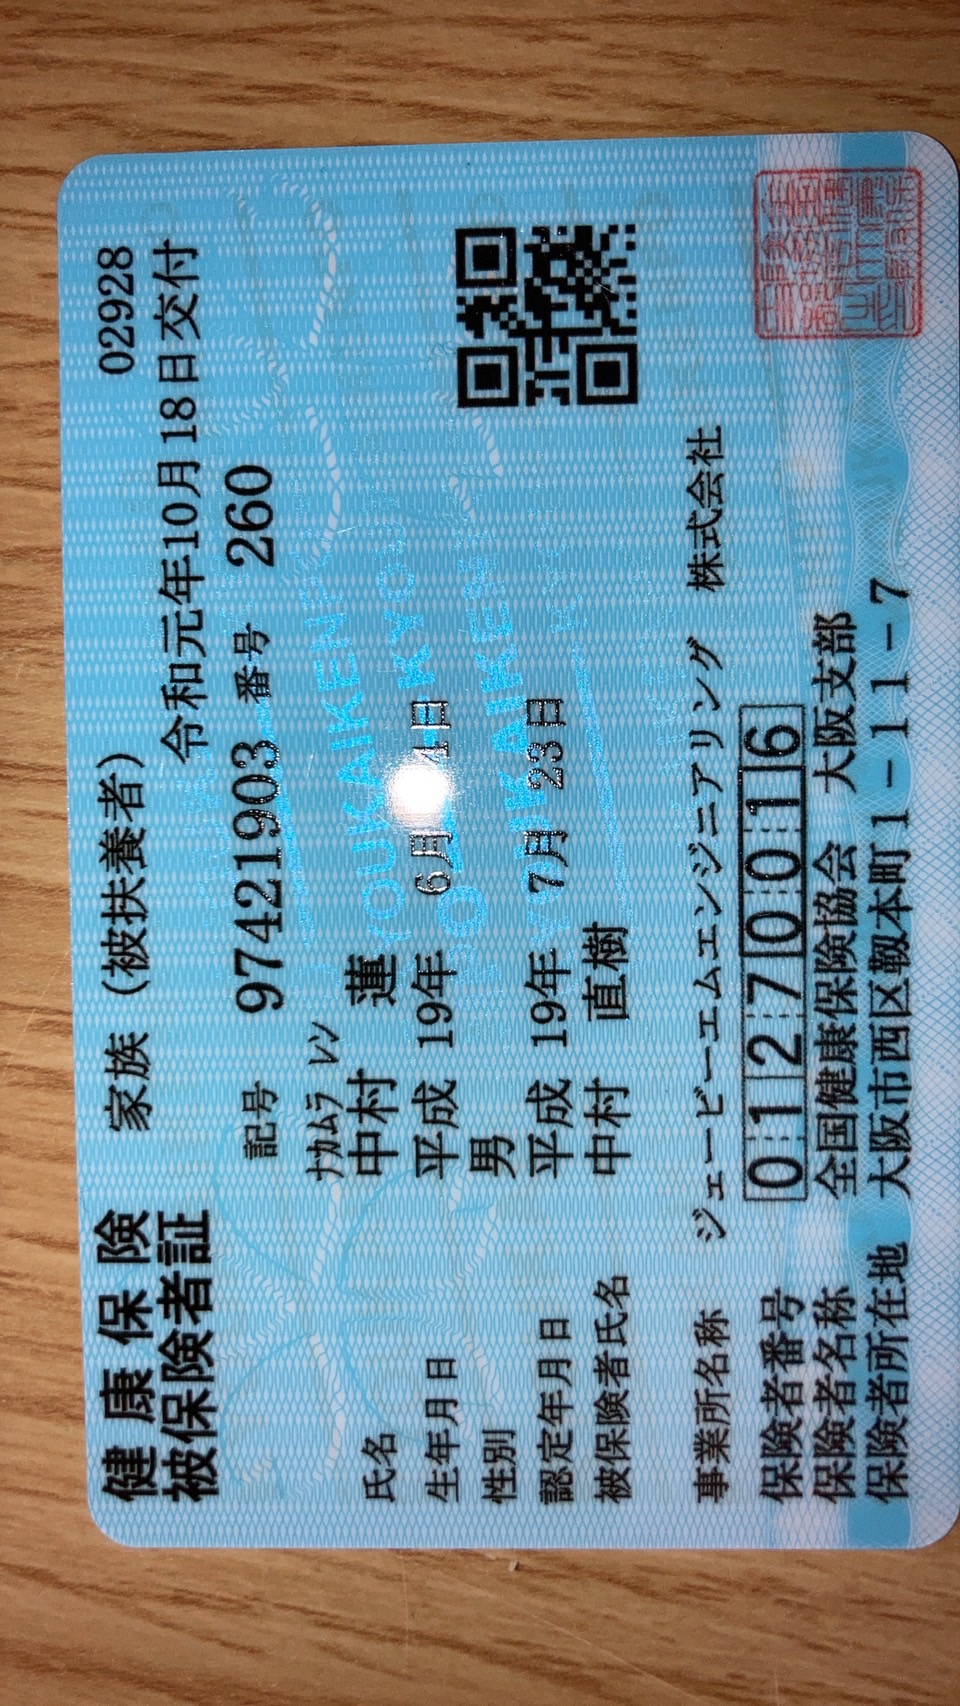 健康保険 家族(被扶養者) 02928
被保険者証 令和元年10月18日交付
記号 97421903 番号 260
ナカムラ レン
氏名 中村 蓮
生年月日 平成 19年 6月 4日
性別 男
認定年月日 平成 19年 7月 23日
被保険者氏名 中村 直樹
事業所名称 ジェービーエムエンジニアリング 株式会社
保険者番号 01270016
保険者名称 全国健康保険協会 大阪支部
保険者所在地 大阪市西区靱本町1-11-7